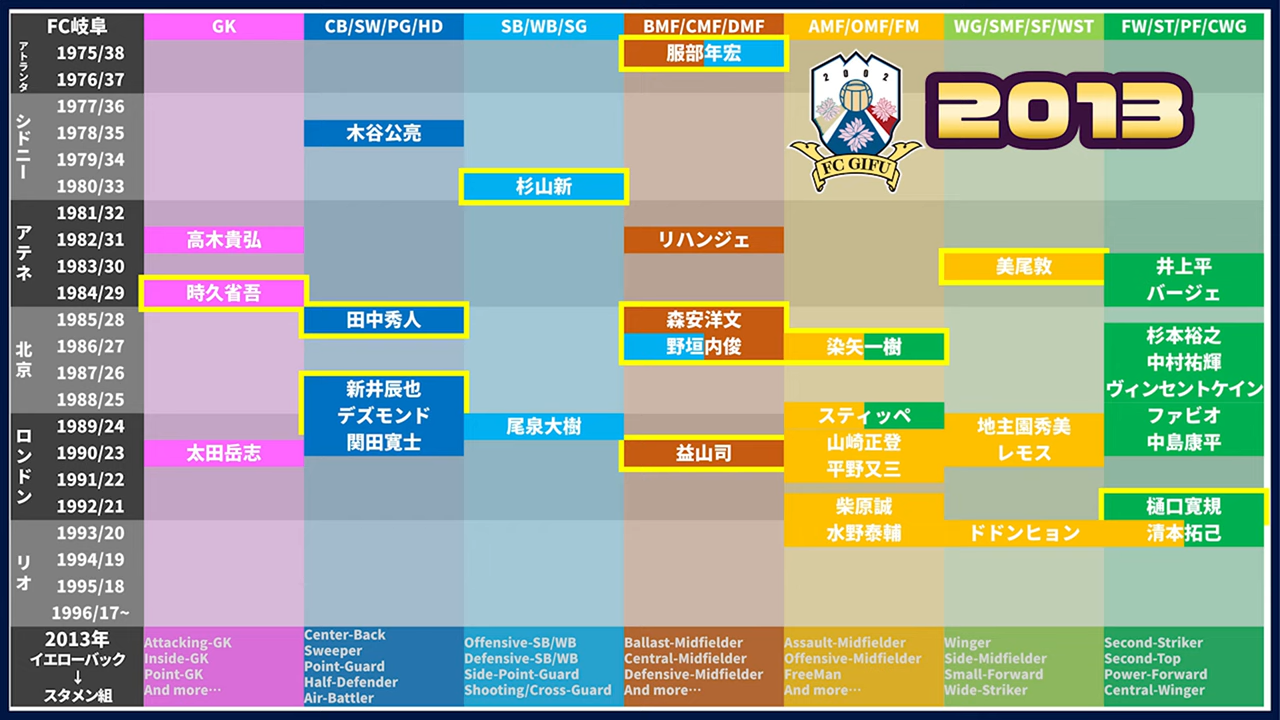 FC岐阜 GK CB/SW/PG/HD SB/WB/SG BMF/CMF/DMF AMF/OMF/FM WG/SMF/SF/WST FW/ST/PF/CWG
アトランタ
1975/38 服部年宏
1976/37
2002
FC GIFU
2013
シドニー
1977/36
1978/35 木谷公亮
1979/34
1980/33 杉山新
アテネ
1981/32
1982/31 高木貴弘 リハンジェ
1983/30 美尾敦 井上平
1984/29 時久省吾 バージェ
北京
1985/28 田中秀人 森安洋文 杉本裕之
1986/27 野垣内俊 染矢一樹 中村祐輝
1987/26 新井辰也 ヴィンセントケイン
1988/25 デズモンド スティッペ ファビオ
ロンドン
1989/24 関田寛士 尾泉大樹 山崎正登 地主園秀美 中島康平
1990/23 太田岳志 益山司 平野又三 レモス
1991/22
1992/21 柴原誠 樋口寛規
リオ
1993/20 水野泰輔 ドドンヒョン 清本拓己
1994/19
1995/18
1996/17~
2013年
イエローバック
↓
スタメン組
Attacking-GK
Inside-GK
Point-GK
And more…
Center-Back
Sweeper
Point-Guard
Half-Defender
Air-Battler
Offensive-SB/WB
Defensive-SB/WB
Side-Point-Guard
Shooting/Cross-Guard
Ballast-Midfielder
Central-Midfielder
Defensive-Midfielder
And more…
Assault-Midfielder
Offensive-Midfielder
FreeMan
And more…
Winger
Side-Midfielder
Small-Forward
Wide-Striker
Second-Striker
Second-Top
Power-Forward
Central-Winger